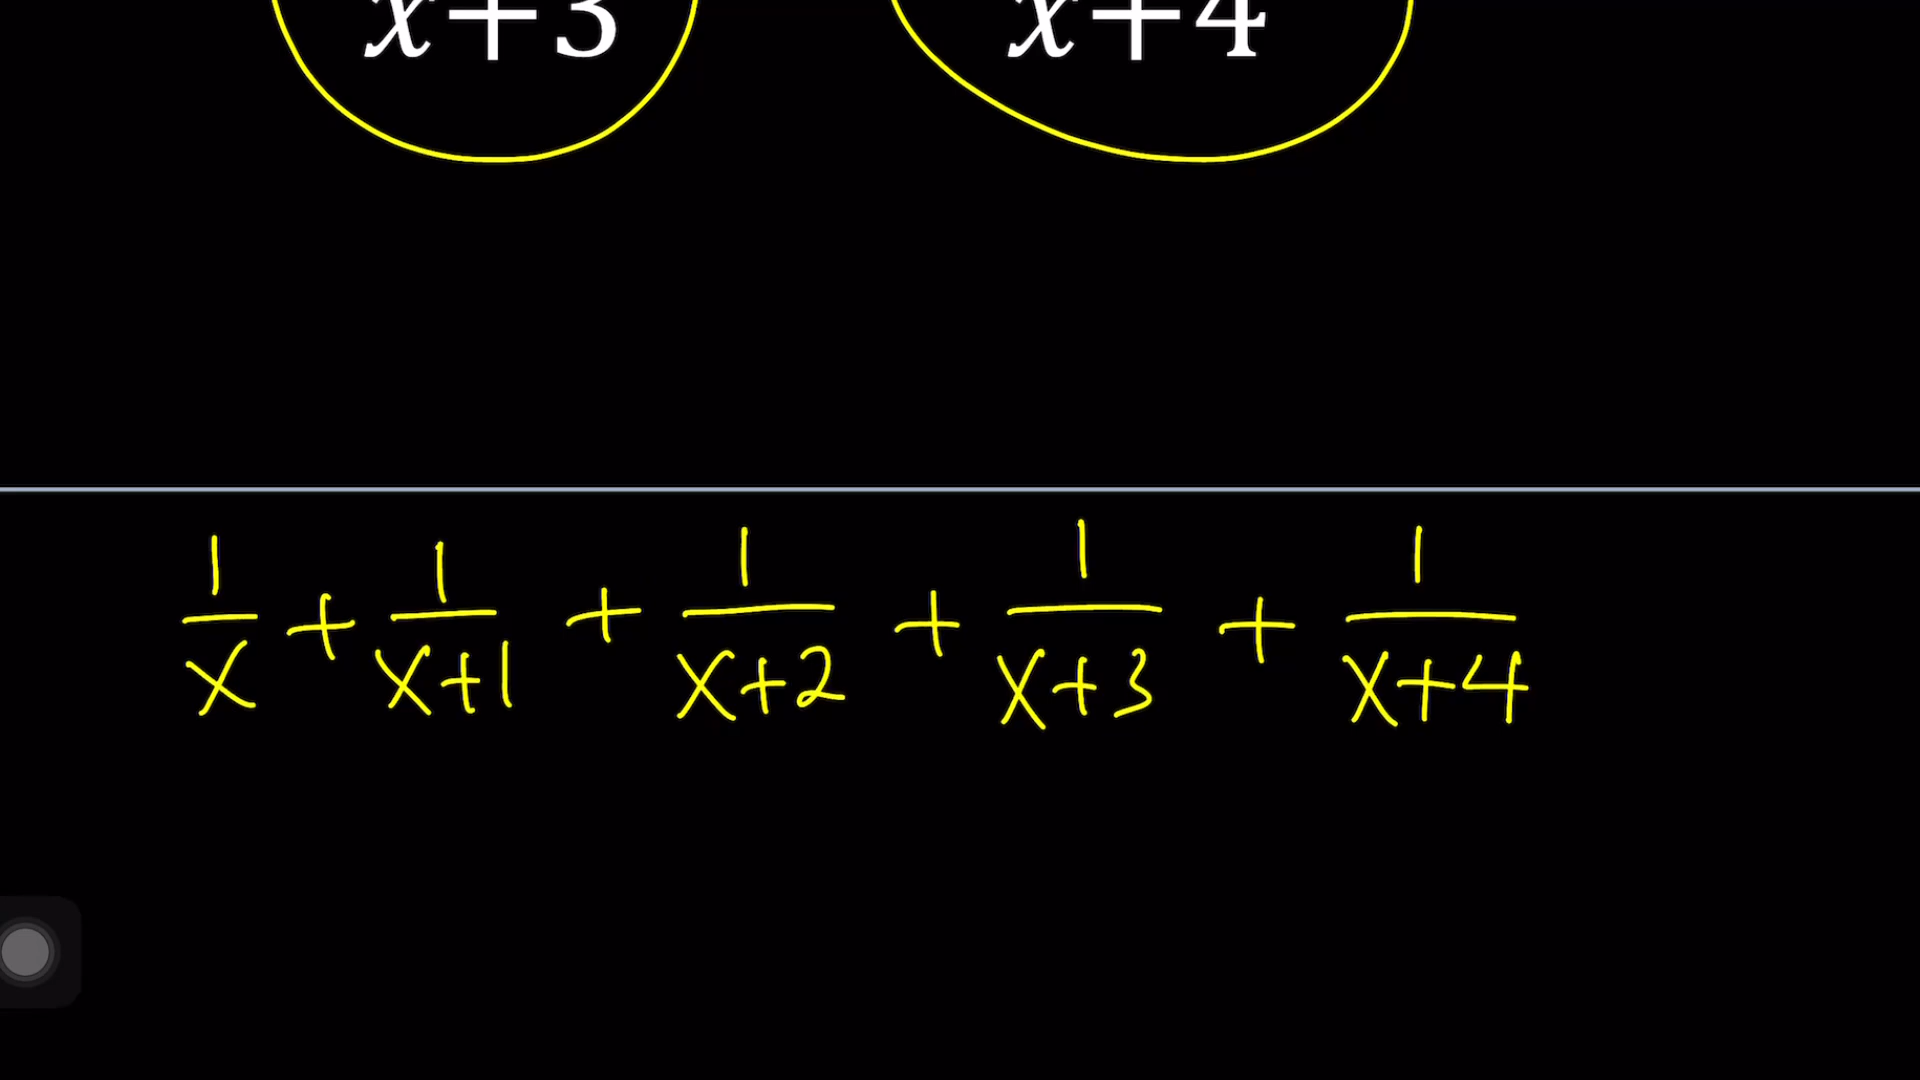 x+3 x+4
1/x + 1/x+1 + 1/x+2 + 1/x+3 + 1/x+4